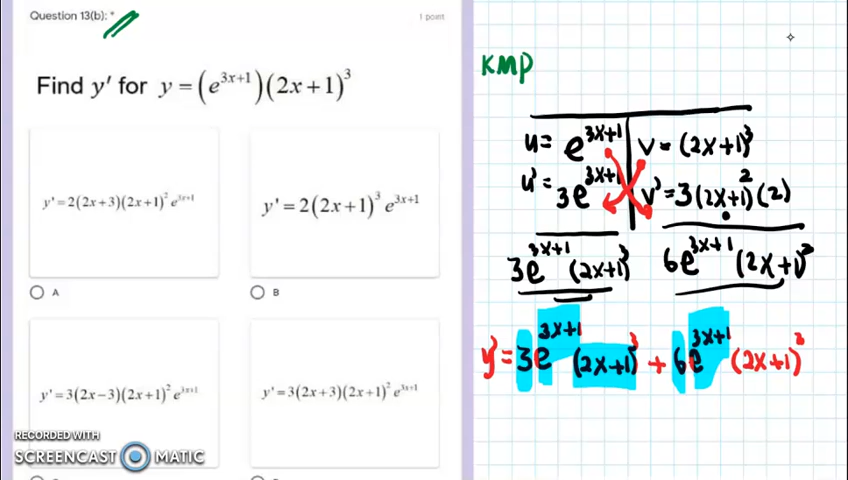 Question 13(b): *
1 point
Find y' for y = (e^{3x+1})(2x+1)^3
y' = 2(2x+3)(2x+1)^2 e^{3x+1}
y' = 2(2x+1)^3 e^{3x+1}
A
B
y' = 3(2x−3)(2x+1)^2 e^{3x+1}
y' = 3(2x+3)(2x+1)^2 e^{3x+1}
RECORDED WITH
SCREENCAST MATIC
KMP
u = e^{3x+1} v = (2x+1)^3
u' = 3e^{3x+1} v' = 3(2x+1)^2(2)
3e^{3x+1}(2x+1)^3 6e^{3x+1}(2x+1)^2
y' = 3e^{3x+1}(2x+1)^3 + 6e^{3x+1}(2x+1)^2